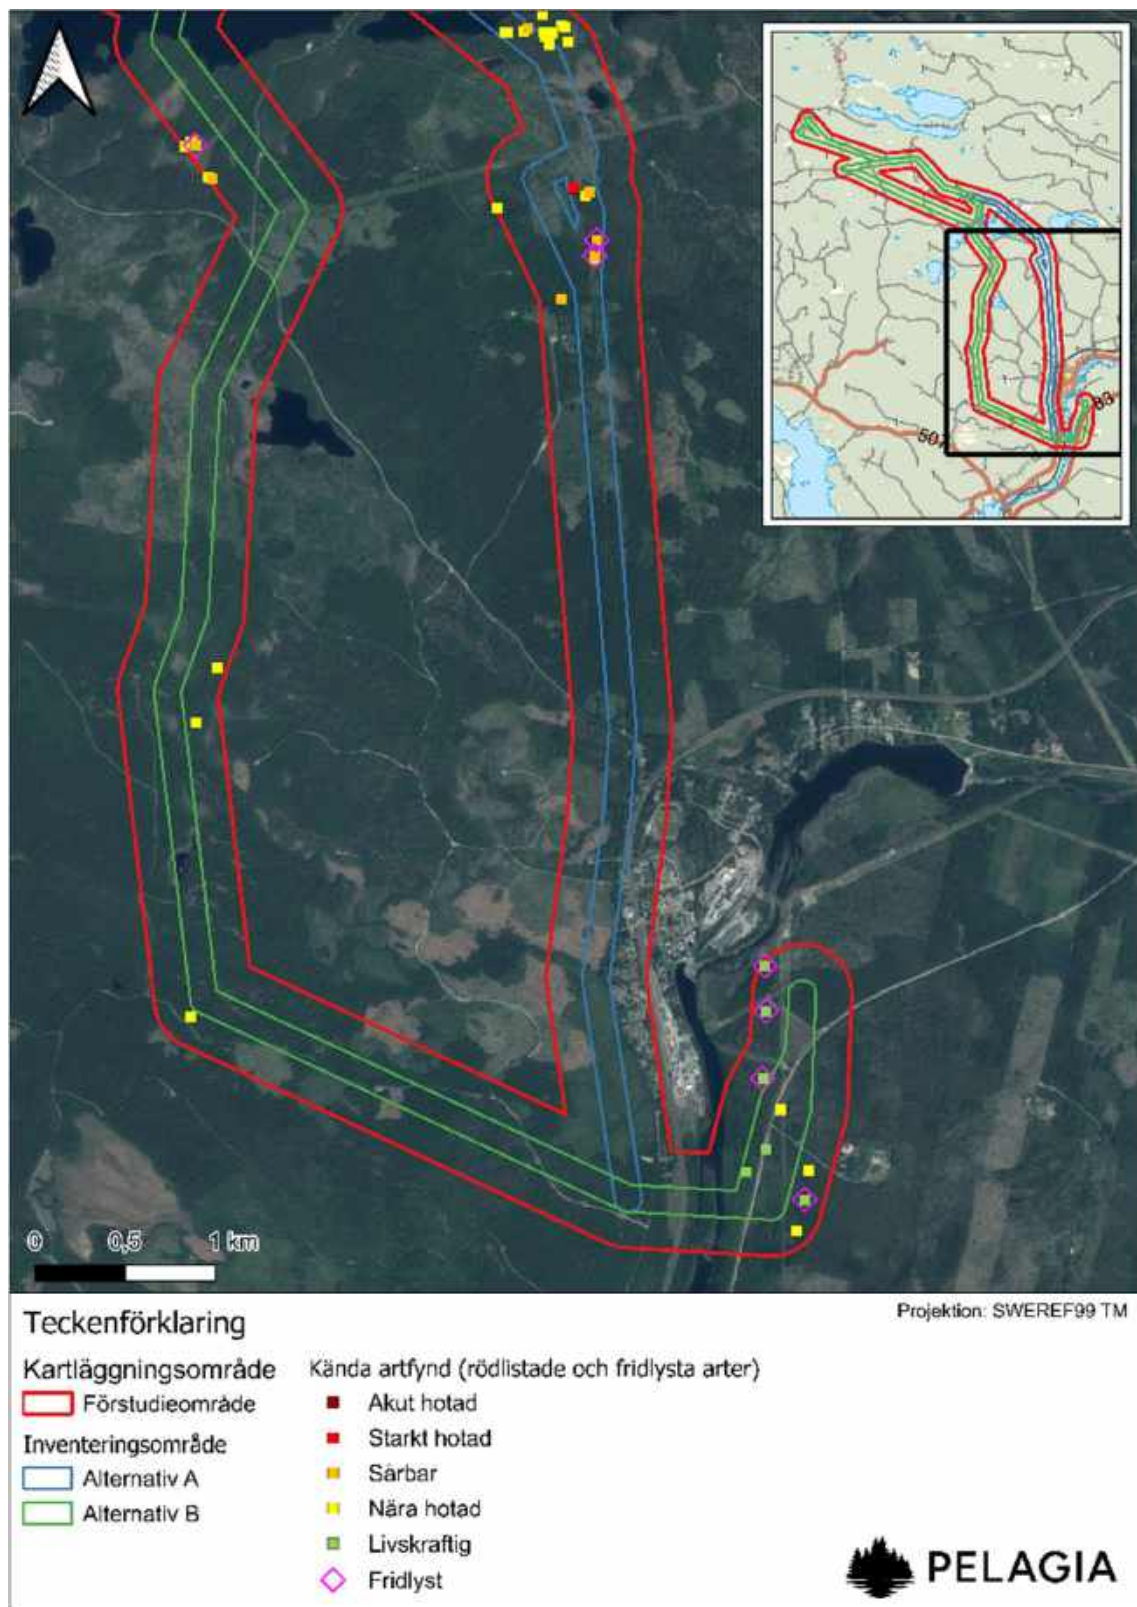 507
83
0 0,5 1 km
Projektion: SWEREF99 TM
Teckenförklaring
Kartläggningsområde
Förstudieområde
Inventeringsområde
Alternativ A
Alternativ B
Kända artfynd (rödlistade och fridlysta arter)
Akut hotad
Starkt hotad
Sårbar
Nära hotad
Livskraftig
Fridlyst
PELAGIA